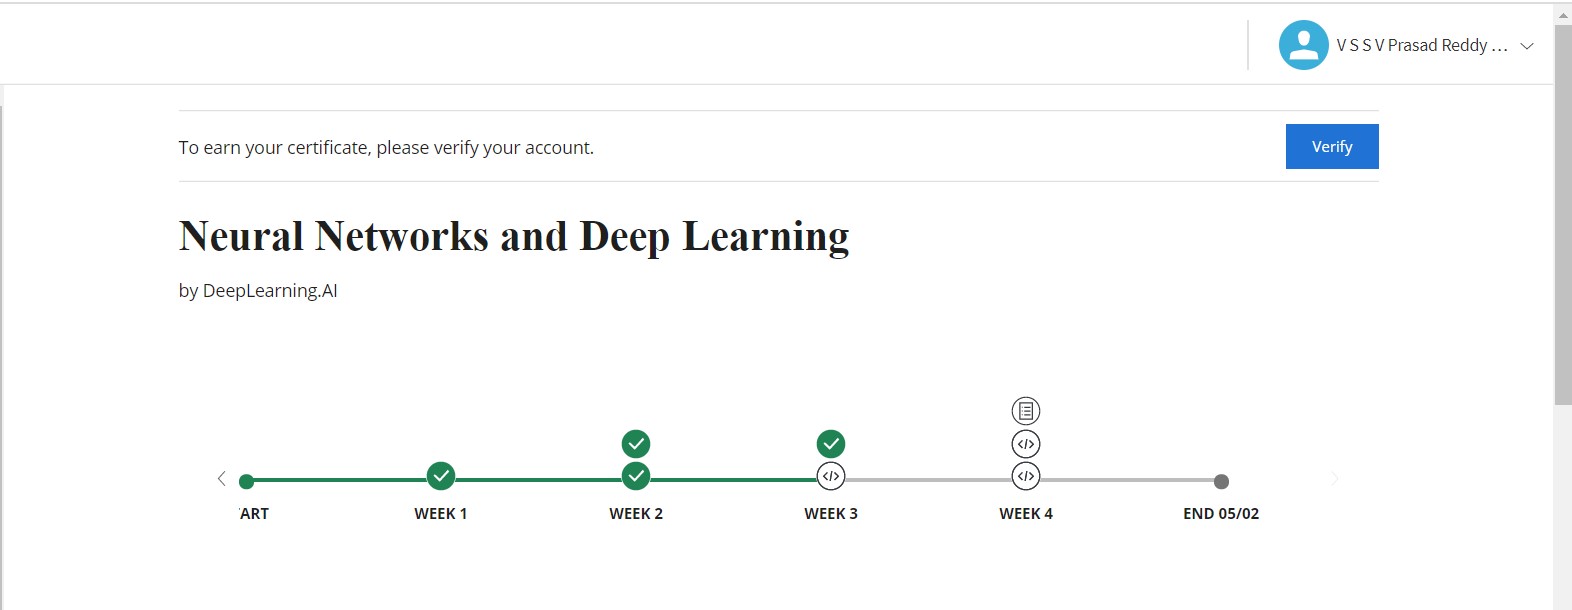 V S S V Prasad Reddy ...
To earn your certificate, please verify your account.
Verify
Neural Networks and Deep Learning
by DeepLearning.AI
ART
WEEK 1
WEEK 2
WEEK 3
WEEK 4
END 05/02